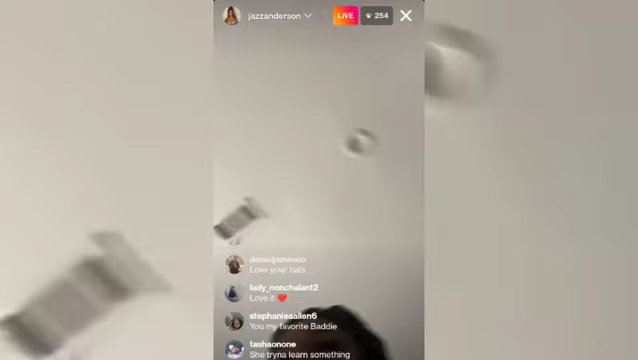 jazzanderson
LIVE
254
Love your hats
lady_nonchalant2
Love it ❤️
stephanieaallen6
You my favorite Baddie
tashaonone
She tryna learn something